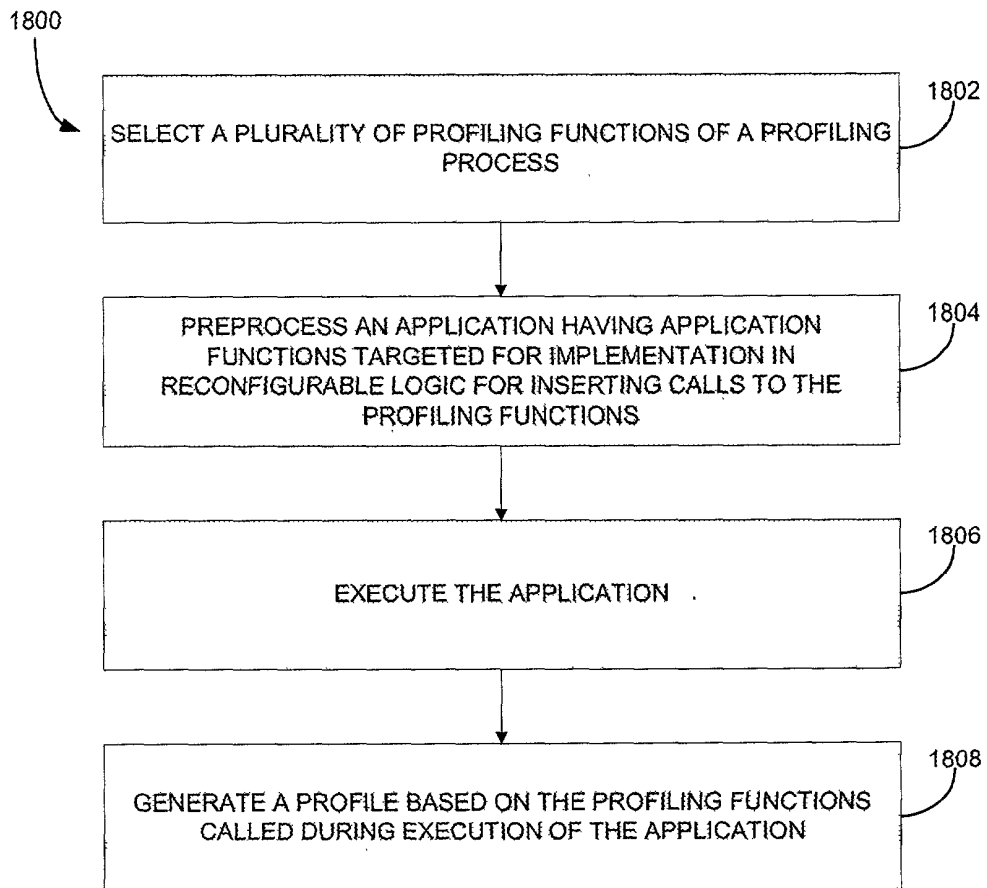 1800
1802
SELECT A PLURALITY OF PROFILING FUNCTIONS OF A PROFILING
PROCESS
1804
PREPROCESS AN APPLICATION HAVING APPLICATION
FUNCTIONS TARGETED FOR IMPLEMENTATION IN
RECONFIGURABLE LOGIC FOR INSERTING CALLS TO THE
PROFILING FUNCTIONS
1806
EXECUTE THE APPLICATION
1808
GENERATE A PROFILE BASED ON THE PROFILING FUNCTIONS
CALLED DURING EXECUTION OF THE APPLICATION